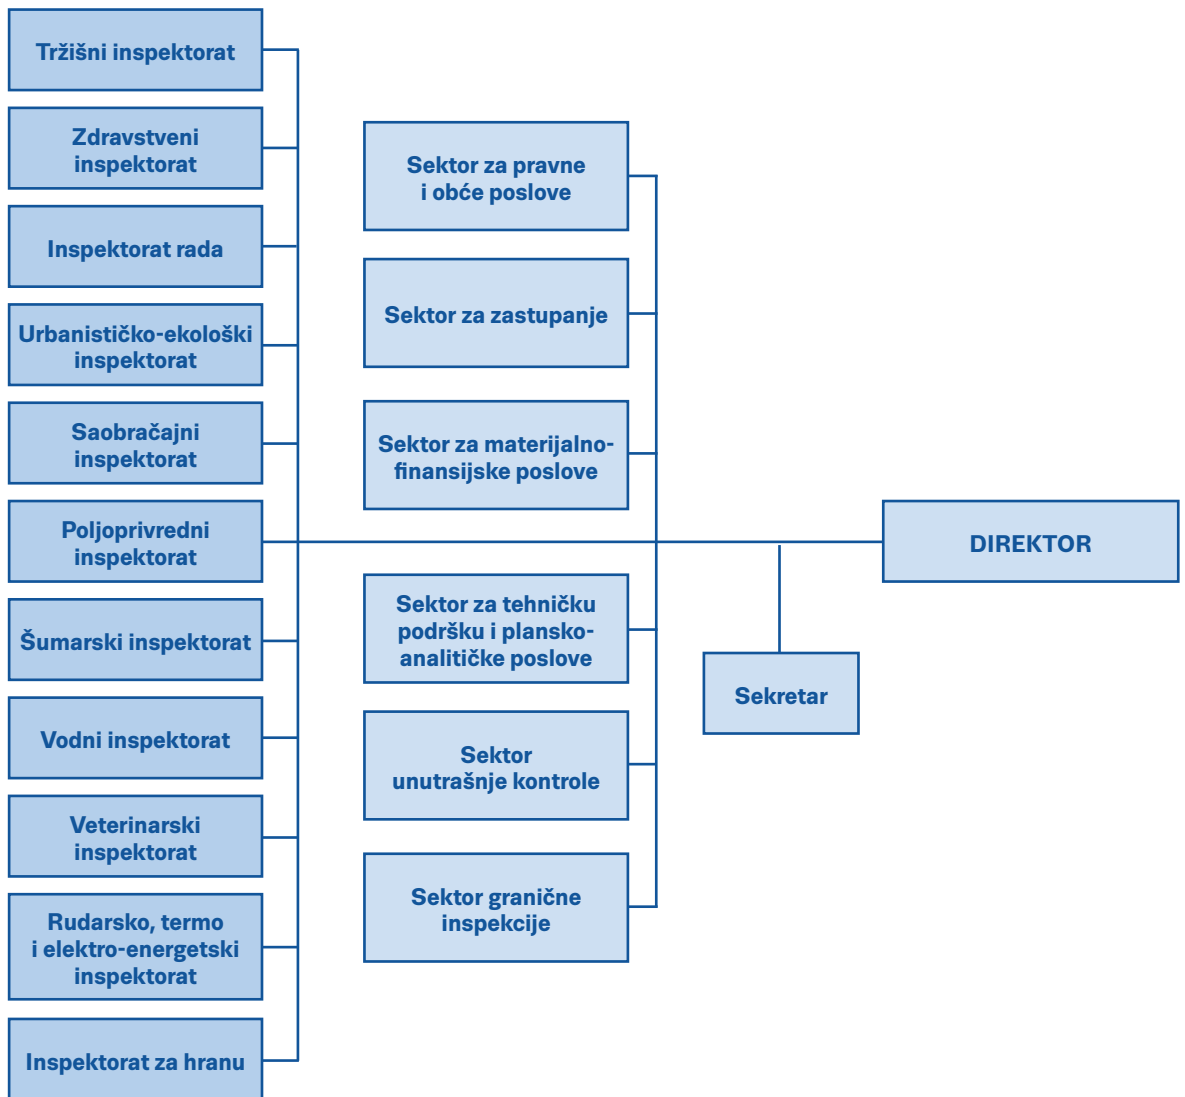 Tržišni inspektorat
Zdravstveni
inspektorat
Inspektorat rada
Urbanističko-ekološki
inspektorat
Saobračajni
inspektorat
Poljoprivredni
inspektorat
Šumarski inspektorat
Vodni inspektorat
Veterinarski
inspektorat
Rudarsko, termo
i elektro-energetski
inspektorat
Inspektorat za hranu
Sektor za pravne
i obće poslove
Sektor za zastupanje
Sektor za materijalno-
finansijske poslove
Sektor za tehničku
podršku i plansko-
analitičke poslove
Sektor
unutrašnje kontrole
Sektor granične
inspekcije
DIREKTOR
Sekretar